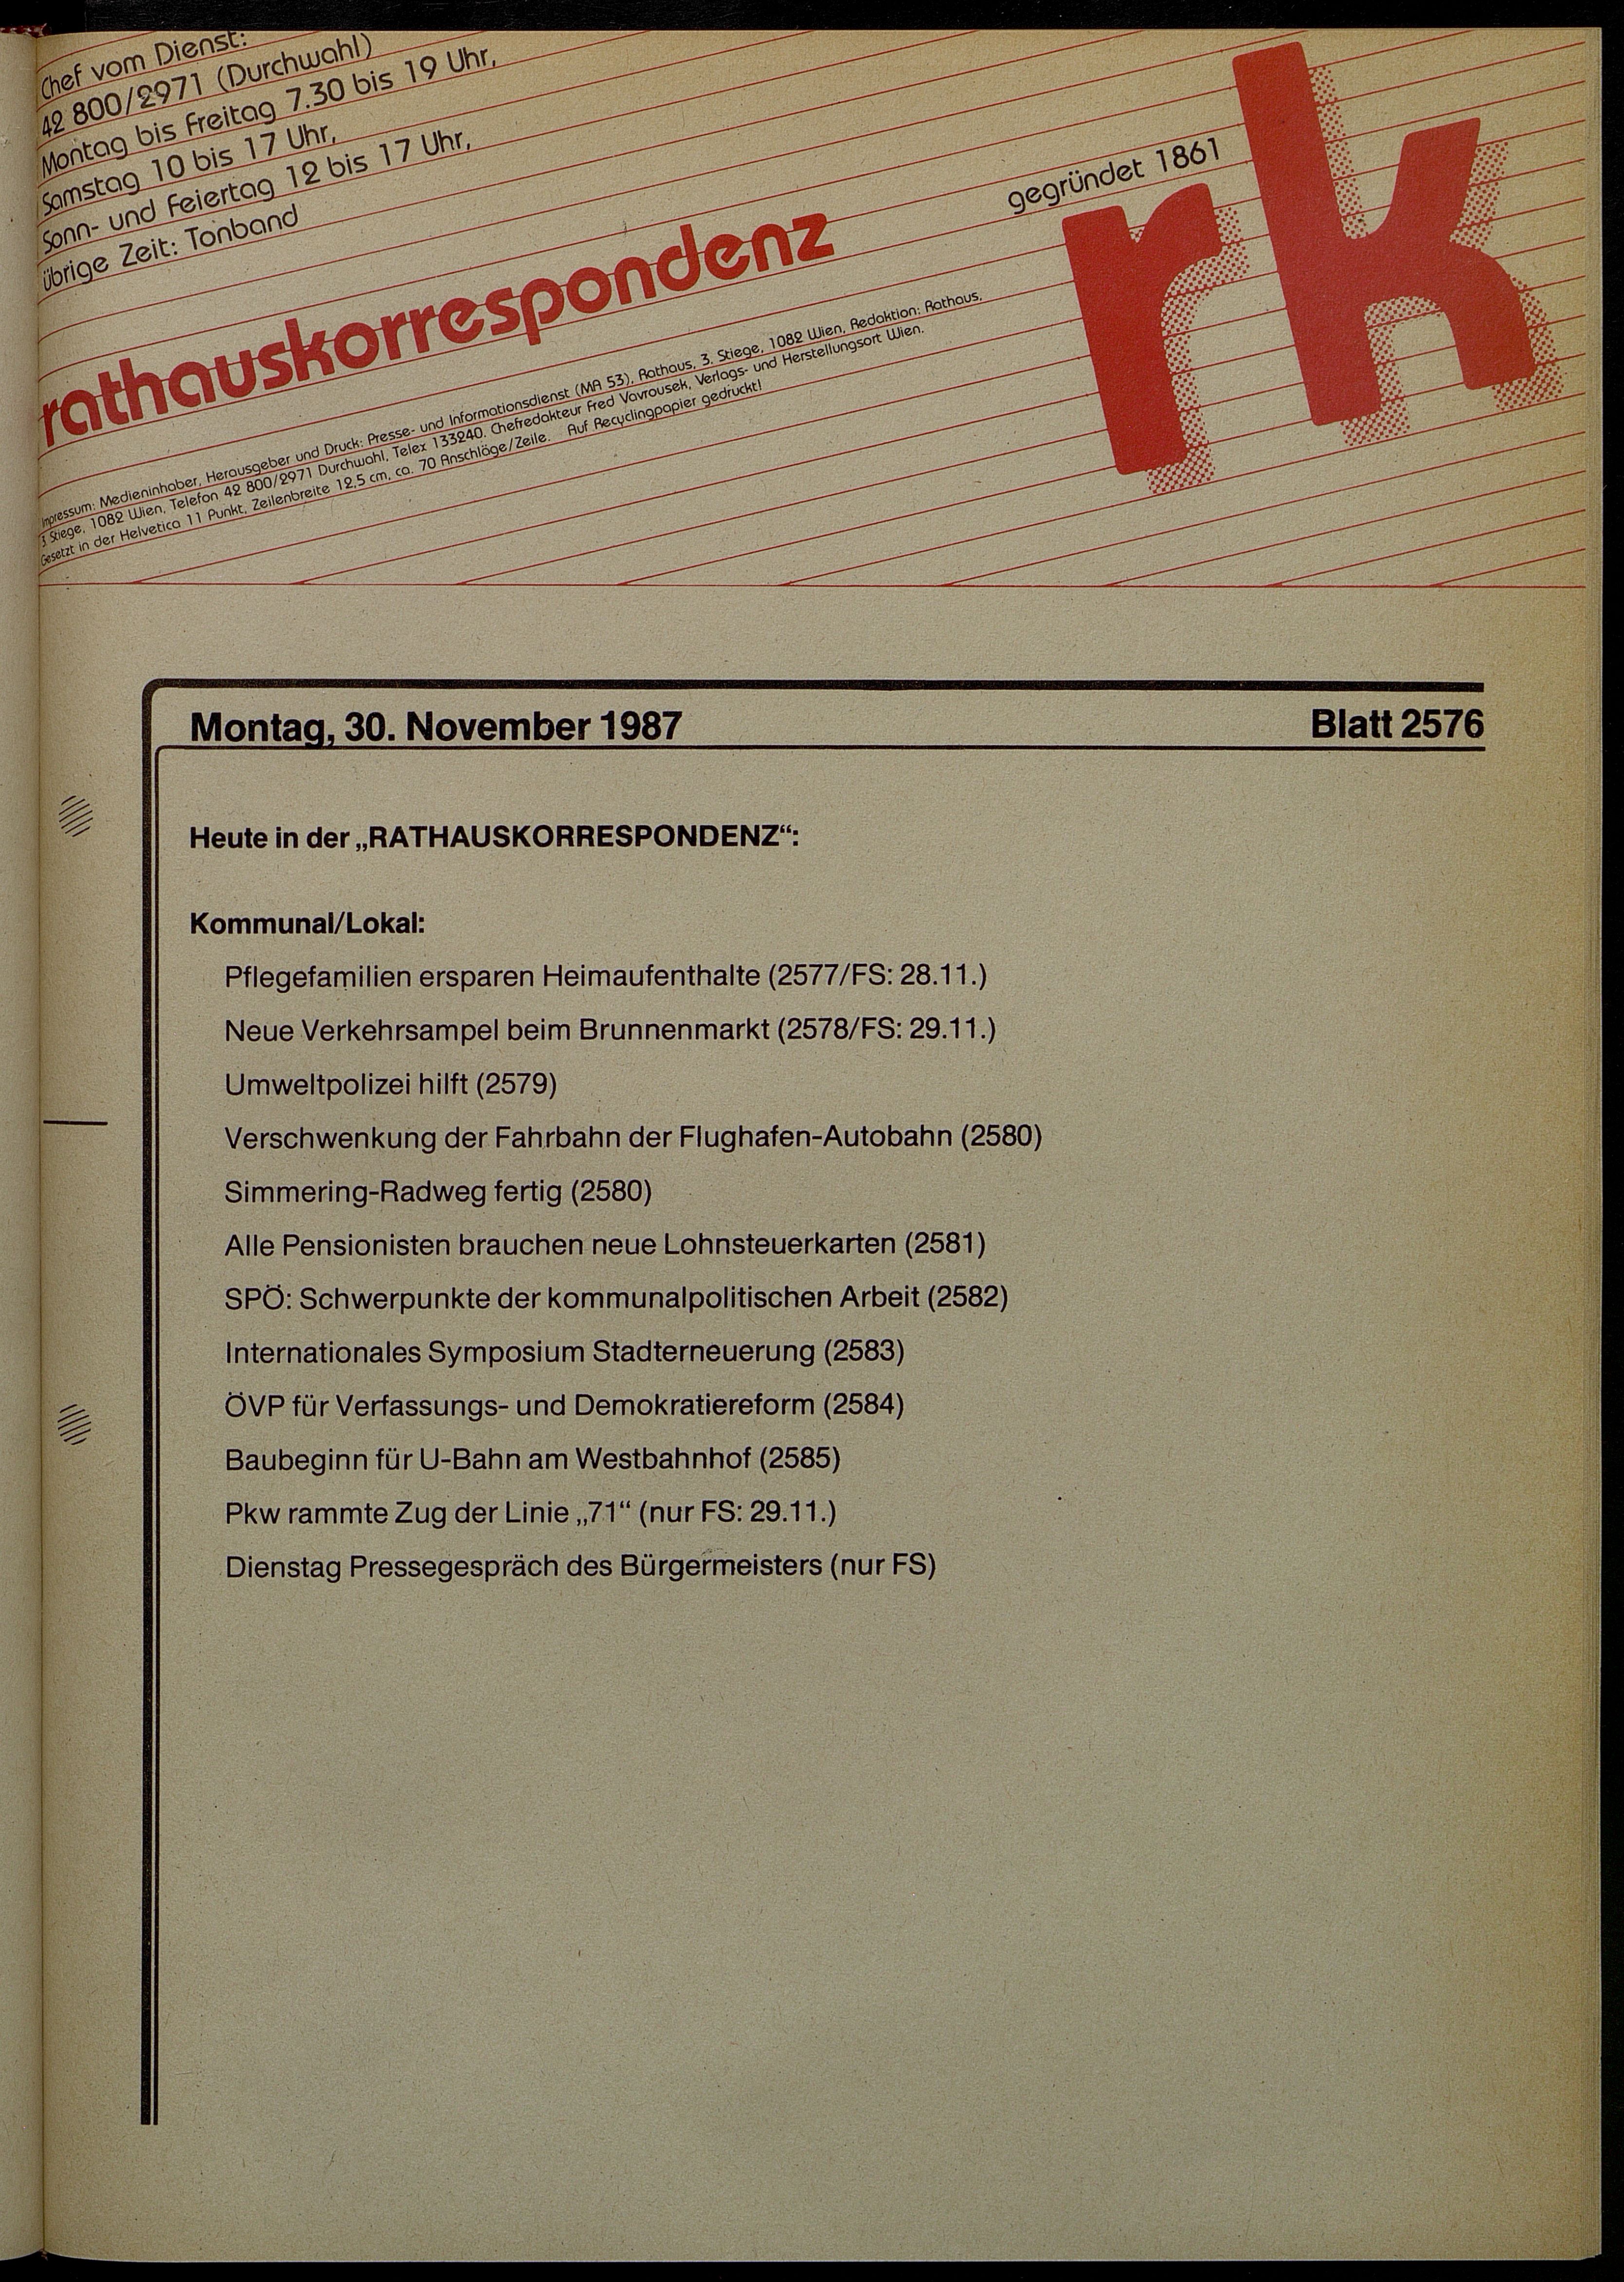 Chef vom Dienst:
42 800/2971 (Durchwahl)
Montag bis Freitag 7.30 bis 19 Uhr,
Samstag 10 bis 17 Uhr,
Sonn- und Feiertag 12 bis 17 Uhr,
übrige Zeit: Tonband
gegründet 1861
rk
rathauskorrespondenz
Impressum: Medieninhaber, Herausgeber und Druck: Presse- und Informationsdienst (MA 53), Rathaus, 3. Stiege, 1082 Wien, Redaktion: Rathaus,
3. Stiege, 1082 Wien, Telefon 42 800/2971 Durchwahl, Telex 133240. Chefredakteur Fred Vavrousek, Verlags- und Herstellungsort Wien.
Gesetzt in der Helvetica 11 Punkt, Zeilenbreite 12,5 cm, ca. 70 Anschläge/Zeile. Auf Recyclingpapier gedruckt!
Montag, 30. November 1987 Blatt 2576
Heute in der „RATHAUSKORRESPONDENZ“:
Kommunal/Lokal:
Pflegefamilien ersparen Heimaufenthalte (2577/FS: 28.11.)
Neue Verkehrsampel beim Brunnenmarkt (2578/FS: 29.11.)
Umweltpolizei hilft (2579)
Verschwenkung der Fahrbahn der Flughafen-Autobahn (2580)
Simmering-Radweg fertig (2580)
Alle Pensionisten brauchen neue Lohnsteuerkarten (2581)
SPÖ: Schwerpunkte der kommunalpolitischen Arbeit (2582)
Internationales Symposium Stadterneuerung (2583)
ÖVP für Verfassungs- und Demokratiereform (2584)
Baubeginn für U-Bahn am Westbahnhof (2585)
Pkw rammte Zug der Linie „71“ (nur FS: 29.11.)
Dienstag Pressegespräch des Bürgermeisters (nur FS)